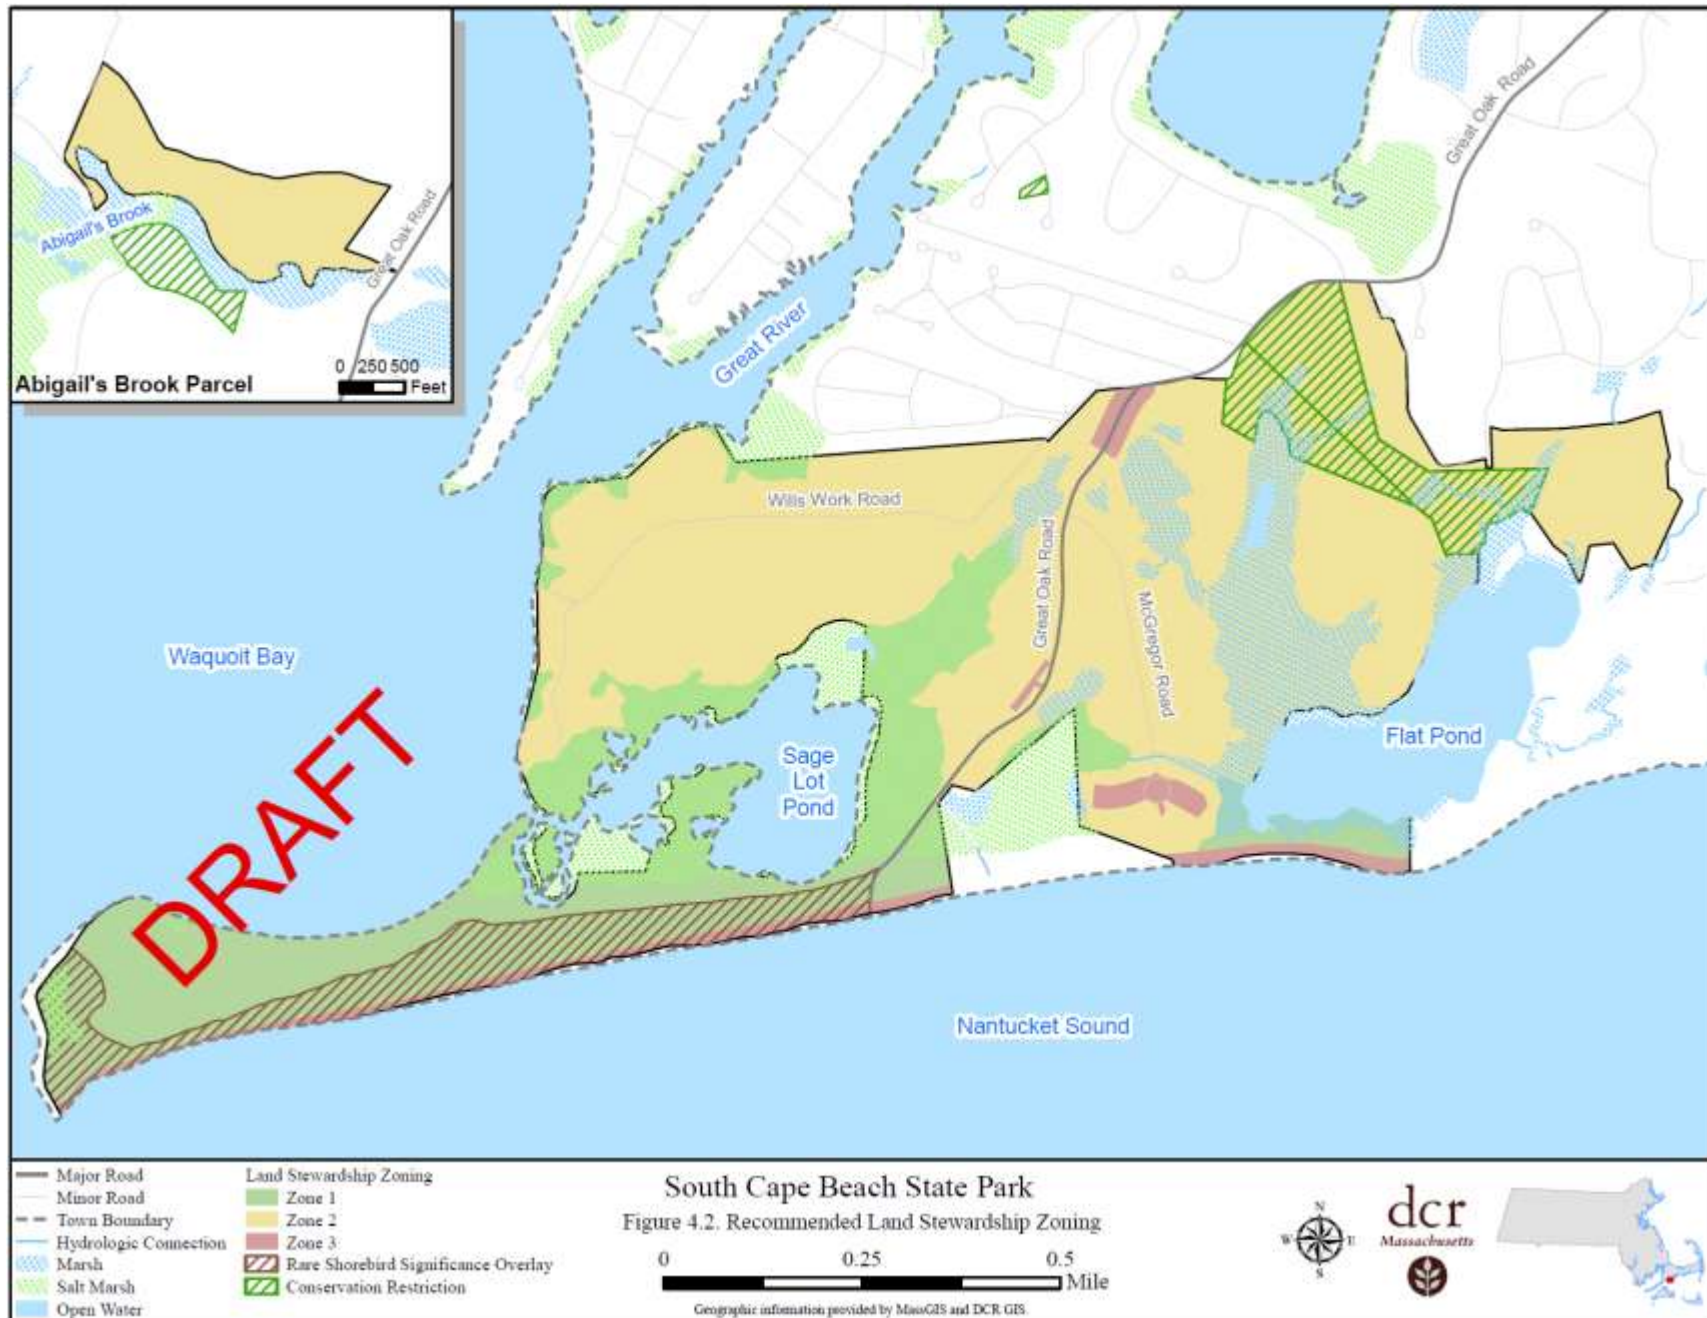 Abigail's Brook
Great Oak Road
0 250 500
Feet
Abigail's Brook Parcel
Great Oak Road
Great River
Wills Work Road
Great Oak Road
McGregor Road
Waquoit Bay
Sage
Lot
Pond
Flat Pond
DRAFT
Nantucket Sound
Major Road
Minor Road
Town Boundary
Hydrologic Connection
Marsh
Salt Marsh
Open Water
Land Stewardship Zoning
Zone 1
Zone 2
Zone 3
Rare Shorebird Significance Overlay
Conservation Restriction
South Cape Beach State Park
Figure 4.2. Recommended Land Stewardship Zoning
0 0.25 0.5
Mile
Geographic information provided by MassGIS and DCR GIS.
N
W E
S
dcr
Massachusetts